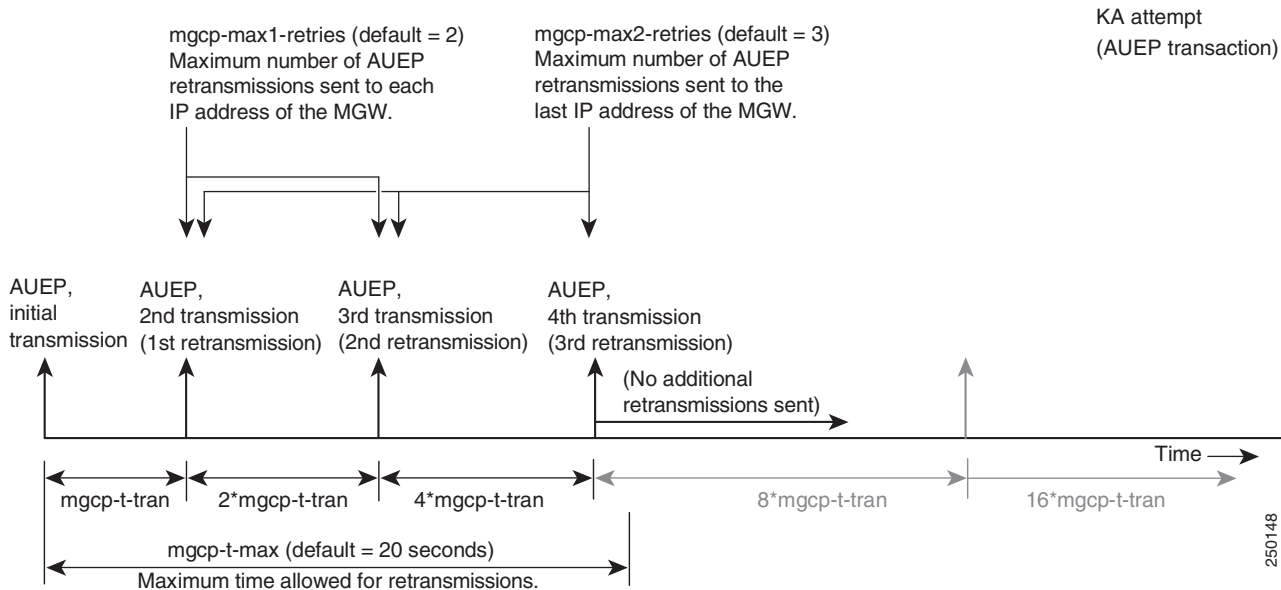 mgcp-max1-retries (default = 2)
Maximum number of AUEP
retransmissions sent to each
IP address of the MGW.
mgcp-max2-retries (default = 3)
Maximum number of AUEP
retransmissions sent to the
last IP address of the MGW.
KA attempt
(AUEP transaction)
AUEP,
initial
transmission
AUEP,
2nd transmission
(1st retransmission)
AUEP,
3rd transmission
(2nd retransmission)
AUEP,
4th transmission
(3rd retransmission)
(No additional
retransmissions sent)
Time
mgcp-t-tran
2*mgcp-t-tran
4*mgcp-t-tran
8*mgcp-t-tran
16*mgcp-t-tran
mgcp-t-max (default = 20 seconds)
Maximum time allowed for retransmissions.
250148